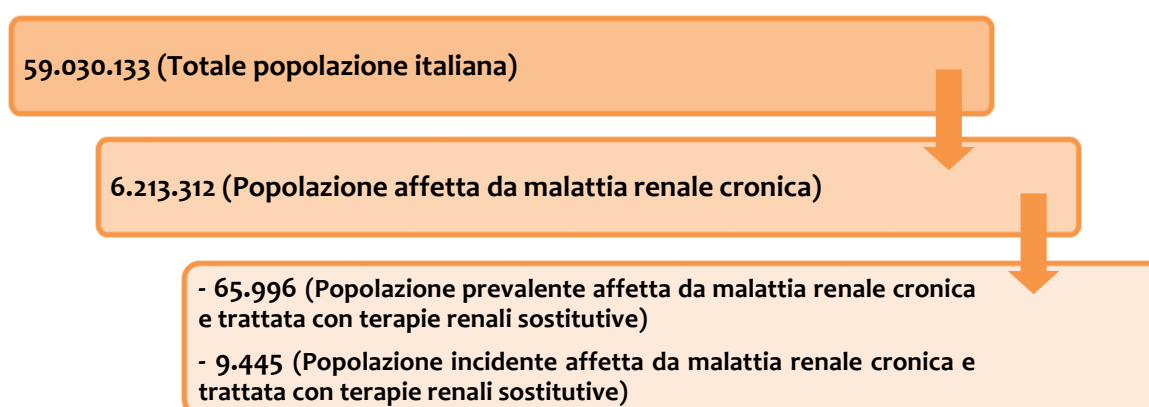 59.030.133 (Totale popolazione italiana)
6.213.312 (Popolazione affetta da malattia renale cronica)
- 65.996 (Popolazione prevalente affetta da malattia renale cronica
e trattata con terapie renali sostitutive)
- 9.445 (Popolazione incidente affetta da malattia renale cronica e
trattata con terapie renali sostitutive)